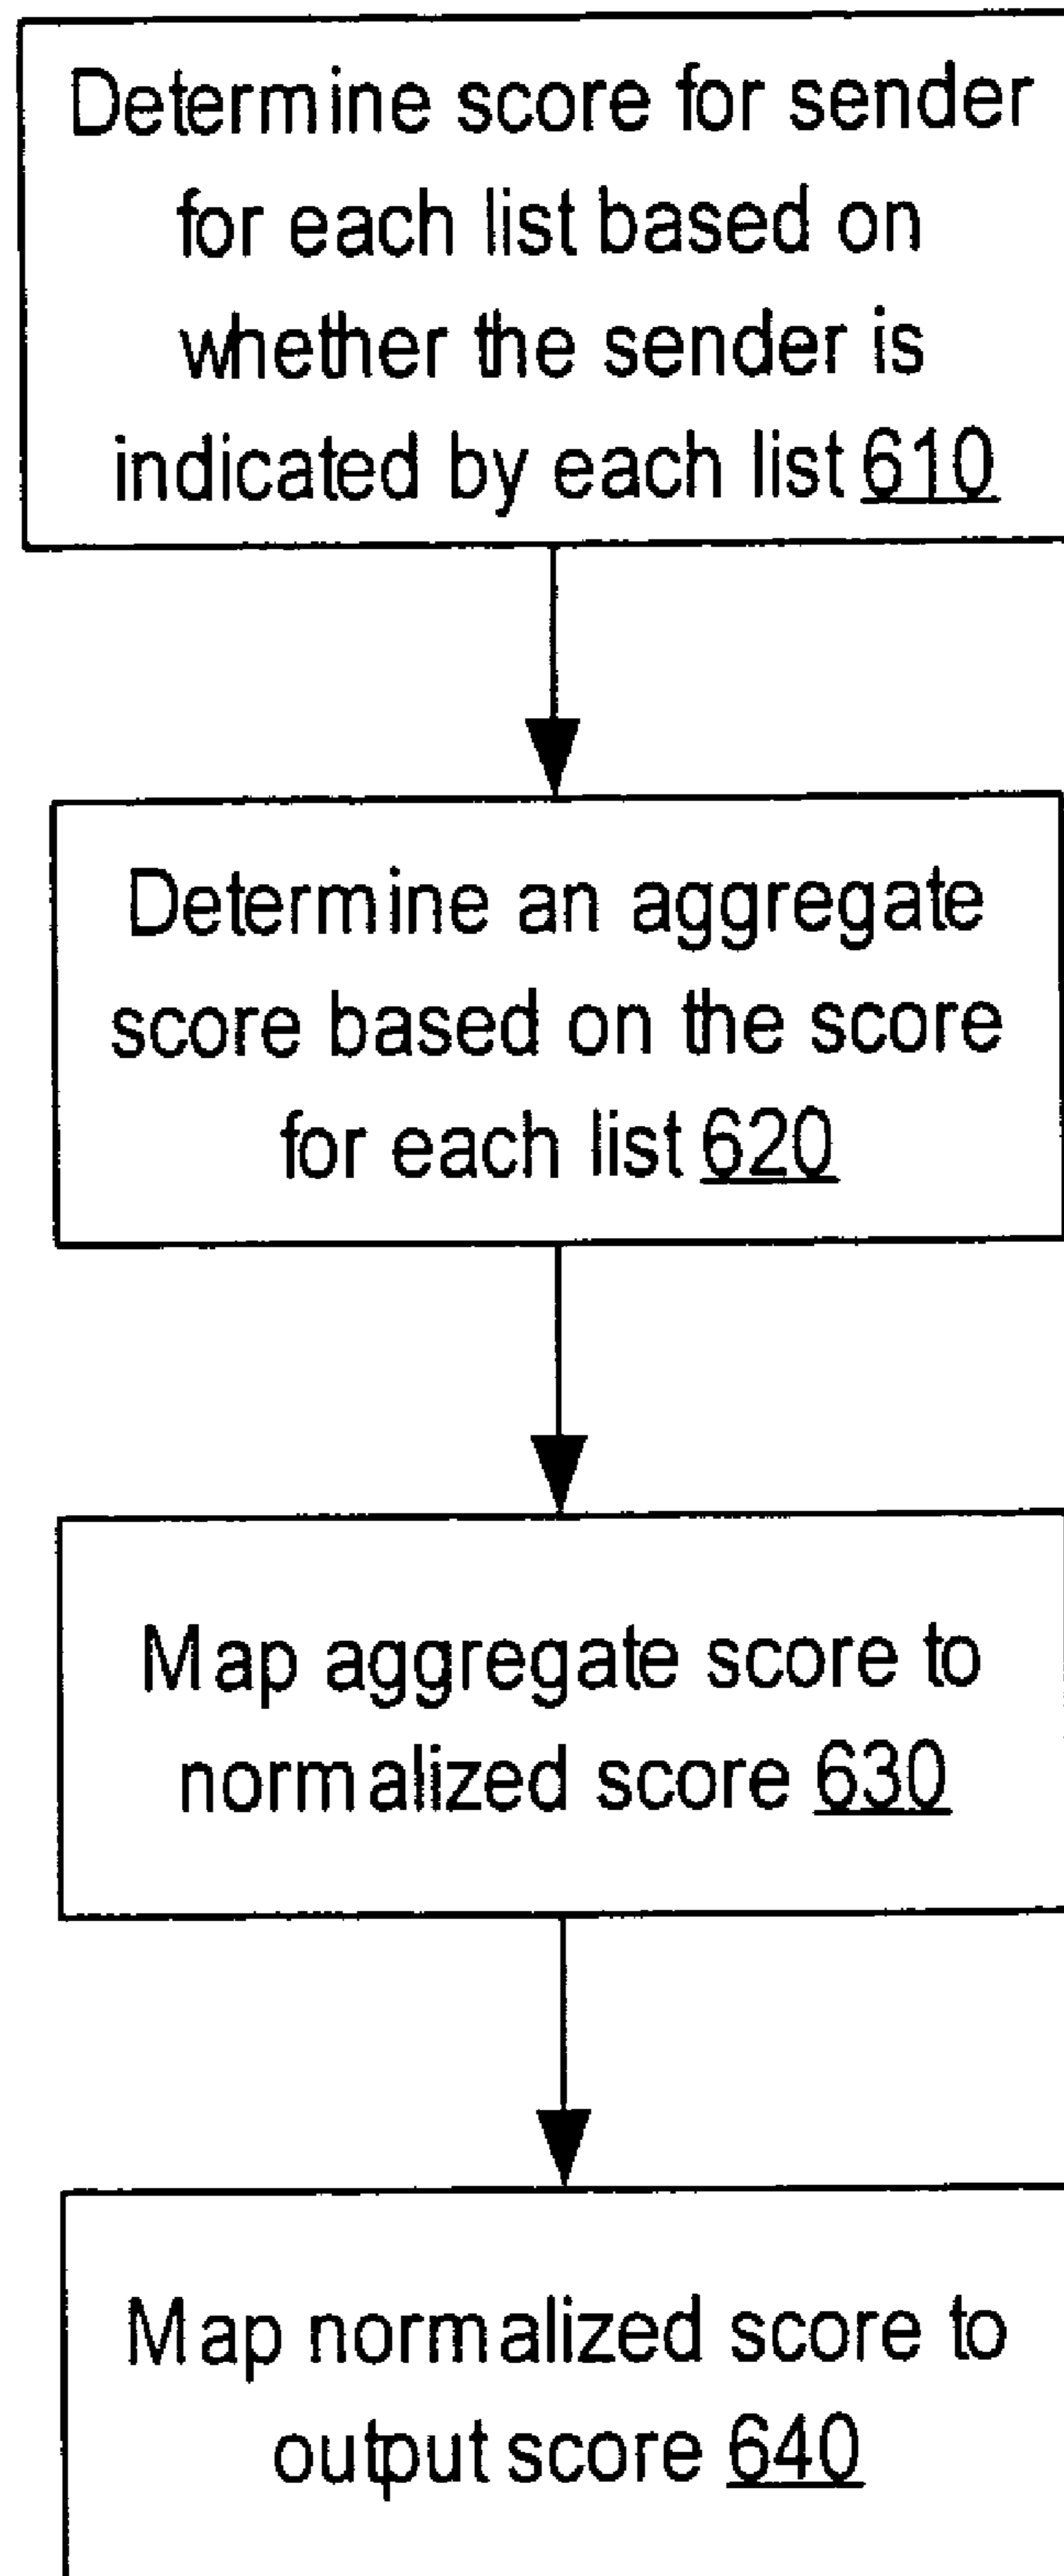 Determine score for sender
for each list based on
whether the sender is
indicated by each list 610
Determine an aggregate
score based on the score
for each list 620
Map aggregate score to
normalized score 630
Map normalized score to
output score 640